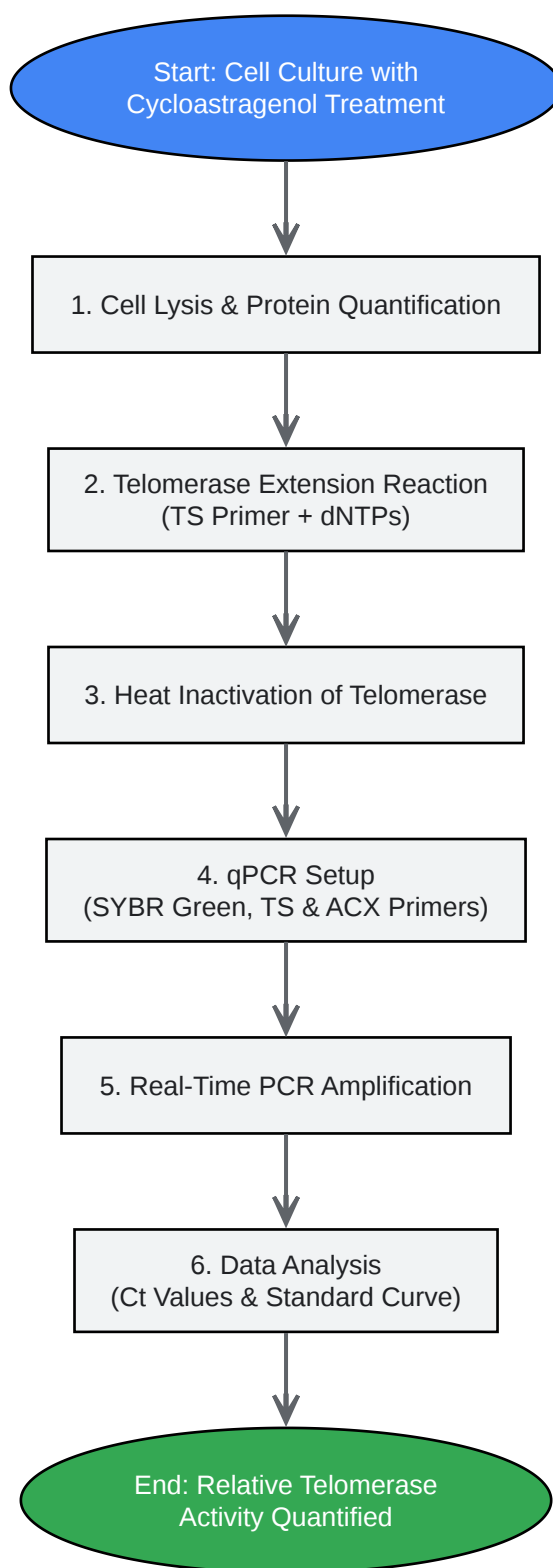 Start: Cell Culture with
Cycloastragenol Treatment
1. Cell Lysis & Protein Quantification
2. Telomerase Extension Reaction
(TS Primer + dNTPs)
3. Heat Inactivation of Telomerase
4. qPCR Setup
(SYBR Green, TS & ACX Primers)
5. Real-Time PCR Amplification
6. Data Analysis
(Ct Values & Standard Curve)
End: Relative Telomerase
Activity Quantified